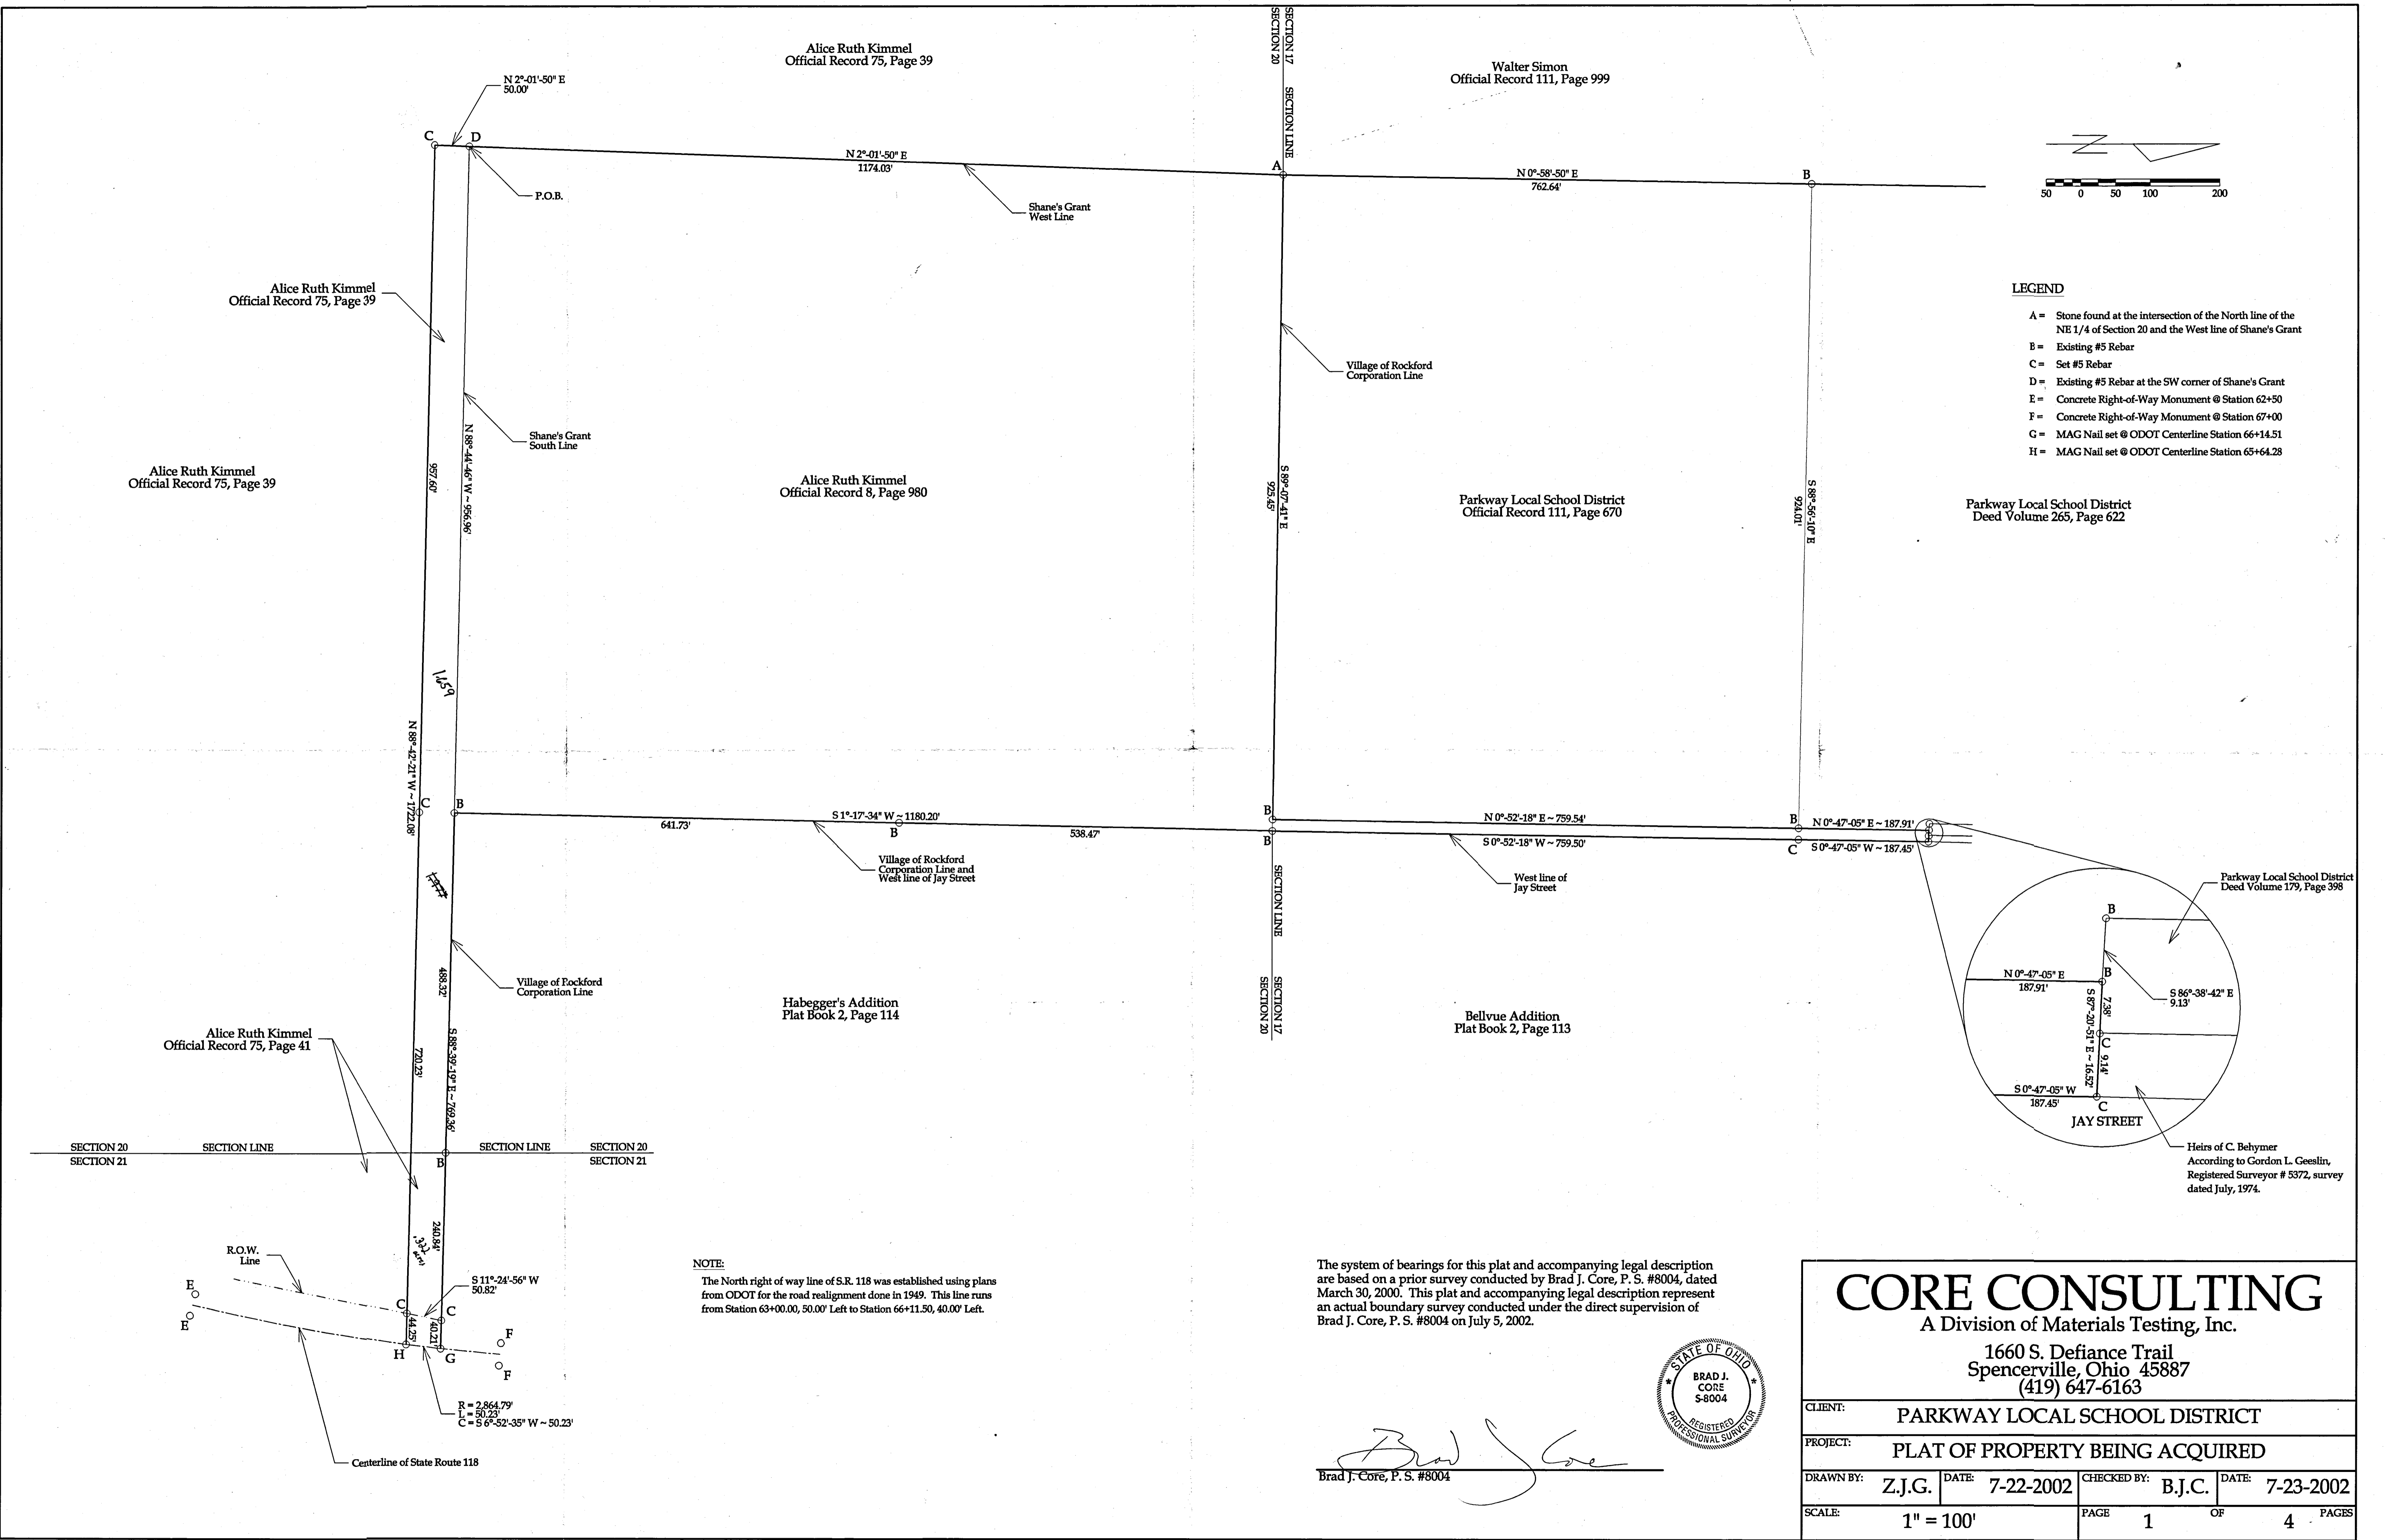 Alice Ruth Kimmel
Official Record 75, Page 39
SECTION 17
SECTION 20
SECTION LINE
Walter Simon
Official Record 111, Page 999
N 2°-01'-50" E
50.00'
C
D
P.O.B.
N 2°-01'-50" E
1174.03'
Shane's Grant
West Line
A
N 0°-58'-50" E
762.64'
B
50 0 50 100 200
Alice Ruth Kimmel
Official Record 75, Page 39
LEGEND
A = Stone found at the intersection of the North line of the
NE 1/4 of Section 20 and the West line of Shane's Grant
B = Existing #5 Rebar
C = Set #5 Rebar
D = Existing #5 Rebar at the SW corner of Shane's Grant
E = Concrete Right-of-Way Monument @ Station 62+50
F = Concrete Right-of-Way Monument @ Station 67+00
G = MAG Nail set @ ODOT Centerline Station 66+14.51
H = MAG Nail set @ ODOT Centerline Station 65+64.28
Village of Rockford
Corporation Line
Shane's Grant
South Line
957.60'
N 88°-44'-46" W ~ 956.96'
Alice Ruth Kimmel
Official Record 75, Page 39
Alice Ruth Kimmel
Official Record 8, Page 980
S 89°-07'-41" E
925.45'
Parkway Local School District
Official Record 111, Page 670
S 88°-56'-10" E
924.01'
Parkway Local School District
Deed Volume 265, Page 622
1.659
N 88°-42'-21" W ~ 1722.08'
C
B
641.73'
S 1°-17'-34" W ~ 1180.20'
B
538.47'
B
B
N 0°-52'-18" E ~ 759.54'
S 0°-52'-18" W ~ 759.50'
B
C
N 0°-47'-05" E ~ 187.91'
S 0°-47'-05" W ~ 187.45'
Village of Rockford
Corporation Line and
West line of Jay Street
West line of
Jay Street
SECTION LINE
SECTION 17
SECTION 20
Parkway Local School District
Deed Volume 179, Page 398
B
N 0°-47'-05" E
187.91'
B
S 86°-38'-42" E
9.13'
7.38'
S 87°-20'-51" E ~ 16.52'
C
9.14'
S 0°-47'-05" W
187.45'
C
JAY STREET
Heirs of C. Behymer
According to Gordon L. Geeslin,
Registered Surveyor # 5372, survey
dated July, 1974.
488.32'
Village of Rockford
Corporation Line
Habegger's Addition
Plat Book 2, Page 114
Bellvue Addition
Plat Book 2, Page 113
Alice Ruth Kimmel
Official Record 75, Page 41
720.23'
S 88°-39'-19" E ~ 769.36'
SECTION 20 SECTION LINE
SECTION 21
B
SECTION LINE SECTION 20
SECTION 21
240.84'
.322
R.O.W.
Line
E
E
S 11°-24'-56" W
50.82'
C
C
44.25'
40.21'
H
G
F
F
R = 2,864.79'
L = 50.23'
C = S 6°-52'-35" W ~ 50.23'
Centerline of State Route 118
NOTE:
The North right of way line of S.R. 118 was established using plans
from ODOT for the road realignment done in 1949. This line runs
from Station 63+00.00, 50.00' Left to Station 66+11.50, 40.00' Left.
The system of bearings for this plat and accompanying legal description
are based on a prior survey conducted by Brad J. Core, P. S. #8004, dated
March 30, 2000. This plat and accompanying legal description represent
an actual boundary survey conducted under the direct supervision of
Brad J. Core, P. S. #8004 on July 5, 2002.
STATE OF OHIO
BRAD J.
CORE
S-8004
REGISTERED
PROFESSIONAL SURVEYOR
Brad J Core
Brad J. Core, P. S. #8004
CORE CONSULTING
A Division of Materials Testing, Inc.
1660 S. Defiance Trail
Spencerville, Ohio 45887
(419) 647-6163
CLIENT: PARKWAY LOCAL SCHOOL DISTRICT
PROJECT: PLAT OF PROPERTY BEING ACQUIRED
DRAWN BY: Z.J.G. DATE: 7-22-2002 CHECKED BY: B.J.C. DATE: 7-23-2002
SCALE: 1" = 100' PAGE 1 OF 4 PAGES